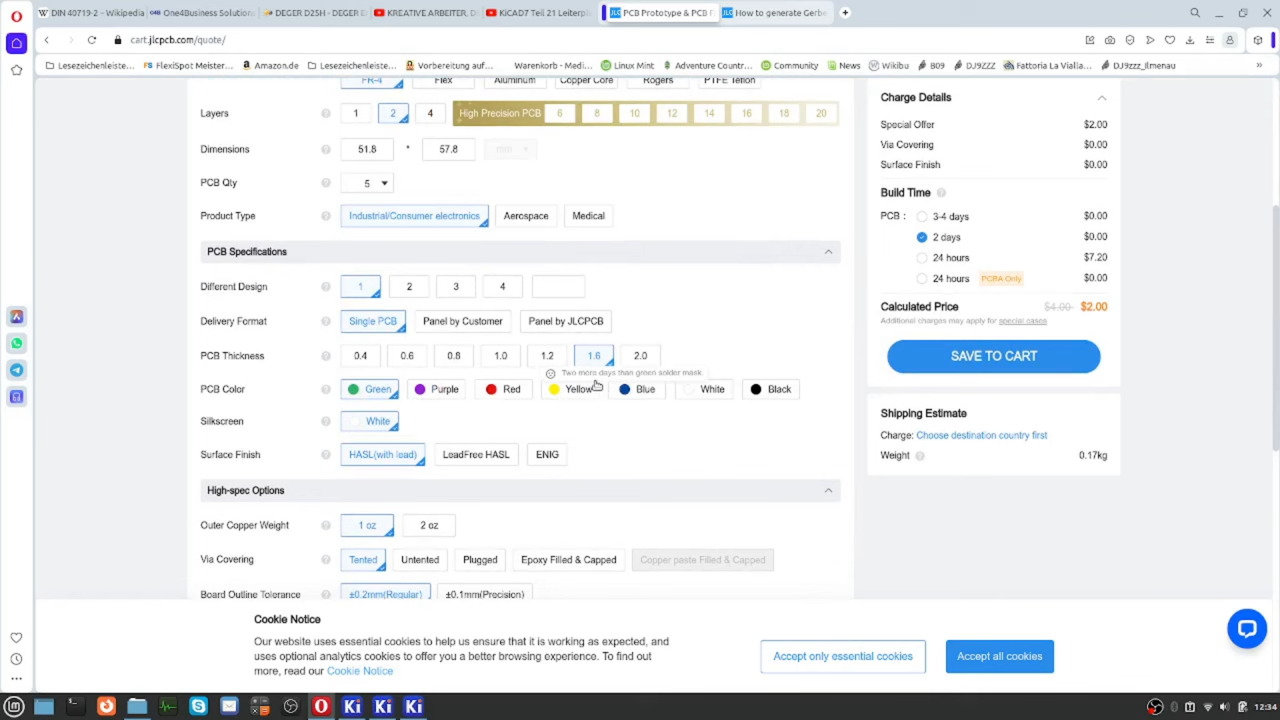 DIN 40719-2 – Wikipedia
One4Business Solution
DEGER D25H - DEGER E
KREATIVE ARBEITER, D
KiCAD7 Teil 21 Leiterp
PCB Prototype & PCB F
How to generate Gerbe
cart.jlcpcb.com/quote/
Lesezeichenleiste...
FlexiSpot Meister...
Vorbereitung auf...
Amazon.de
Lesezeichenleiste...
Warenkorb - Medi...
Linux Mint
Adventure Countr...
Community
News
Wikibu
B09
DJ9ZZZ
Fattoria La Vialla...
DJ9ZZZ_Ilmenau
FR-4 Flex Aluminum Copper Core Rogers PTFE Teflon
Layers 1 2 4 High Precision PCB 6 8 10 12 14 16 18 20
Dimensions 51.8 * 57.8 mm
PCB Qty 5
Product Type Industrial/Consumer electronics Aerospace Medical
PCB Specifications
Different Design 1 2 3 4
Delivery Format Single PCB Panel by Customer Panel by JLCPCB
PCB Thickness 0.4 0.6 0.8 1.0 1.2 1.6 2.0
Two more days than green solder mask.
PCB Color Green Purple Red Yellow Blue White Black
Silkscreen White
Surface Finish HASL(with lead) LeadFree HASL ENIG
High-spec Options
Outer Copper Weight 1 oz 2 oz
Via Covering Tented Untented Plugged Epoxy Filled & Capped Copper paste Filled & Capped
Board Outline Tolerance ±0.2mm(Regular) ±0.1mm(Precision)
Charge Details
Special Offer $2.00
Via Covering $0.00
Surface Finish $0.00
Build Time
PCB : 3-4 days $0.00
2 days $0.00
24 hours $7.20
24 hours PCBA Only $0.00
Calculated Price $4.00 $2.00
Additional charges may apply for special cases
SAVE TO CART
Shipping Estimate
Charge: Choose destination country first
Weight 0.17kg
Cookie Notice
Our website uses essential cookies to help us ensure that it is working as expected, and
uses optional analytics cookies to offer you a better browsing experience. To find out
more, read our Cookie Notice
Accept only essential cookies
Accept all cookies
Ki Ki Ki
12:34